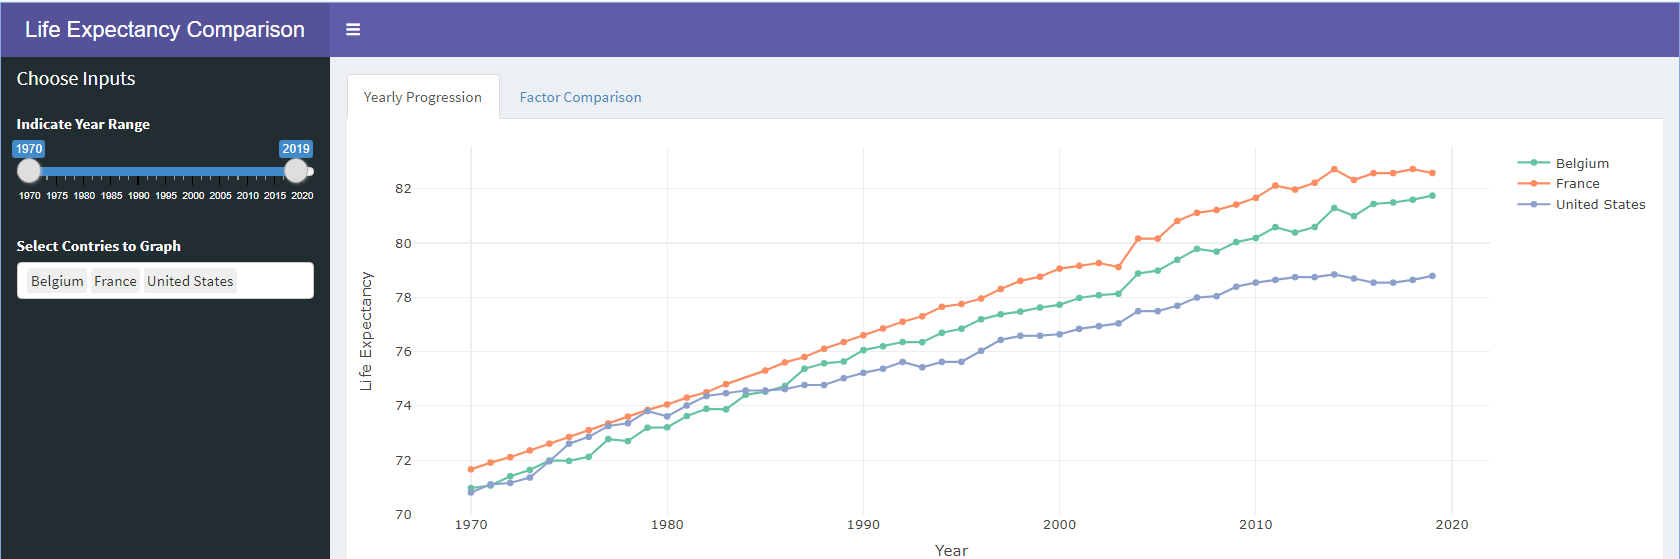 Life Expectancy Comparison
Choose Inputs
Indicate Year Range
1970 2019
1970 1975 1980 1985 1990 1995 2000 2005 2010 2015 2020
Select Contries to Graph
Belgium France United States
Yearly Progression Factor Comparison
Life Expectancy
82
80
78
76
74
72
70
1970 1980 1990 2000 2010 2020
Year
Belgium
France
United States